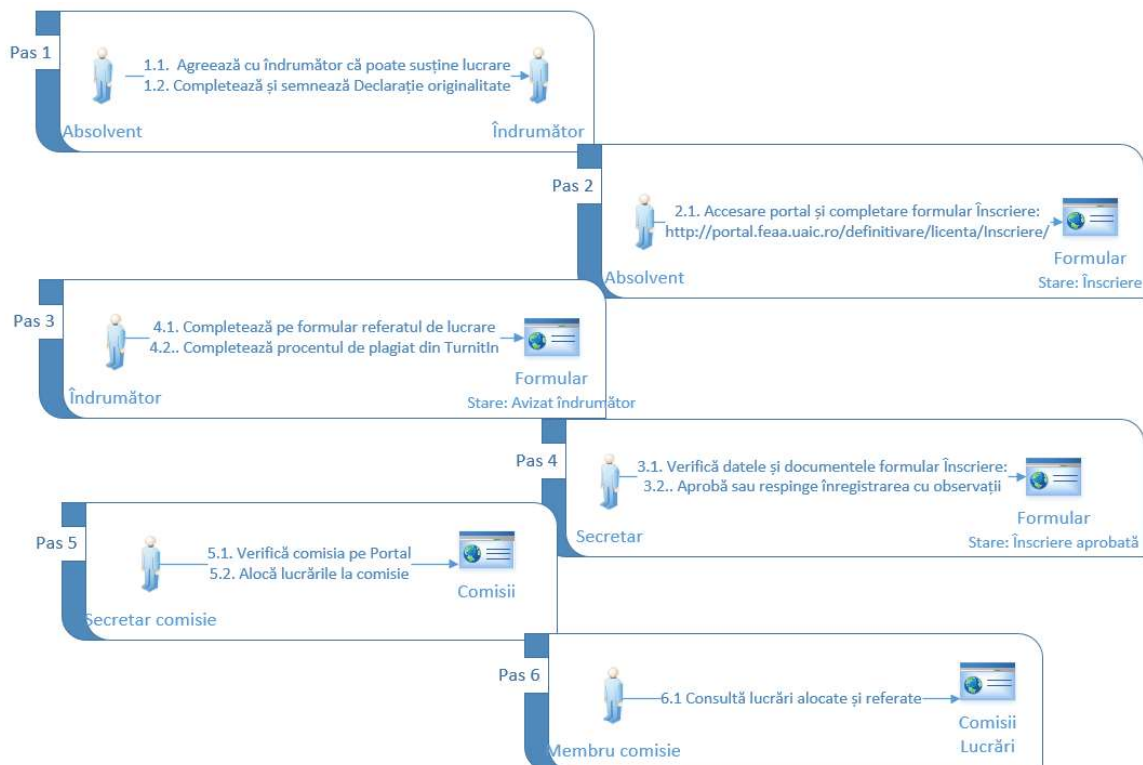 Pas 1
1.1. Agreează cu îndrumător că poate susține lucrare
1.2. Completează și semnează Declarație originalitate
Absolvent
Îndrumător
Pas 2
2.1. Accesare portal și completare formular Înscriere:
http://portal.feaa.uaic.ro/definitivare/licenta/Inscriere/
Absolvent
Formular
Stare: Înscriere
Pas 3
4.1. Completează pe formular referatul de lucrare
4.2.. Completează procentul de plagiat din TurnitIn
Îndrumător
Formular
Stare: Avizat îndrumător
Pas 4
3.1. Verifică datele și documentele formular Înscriere:
3.2.. Aprobă sau respinge înregistrarea cu observații
Secretar
Formular
Stare: Înscriere aprobată
Pas 5
5.1. Verifică comisia pe Portal
5.2. Alocă lucrările la comisie
Secretar comisie
Comisii
Pas 6
6.1 Consultă lucrări alocate și referate
Membru comisie
Comisii
Lucrări